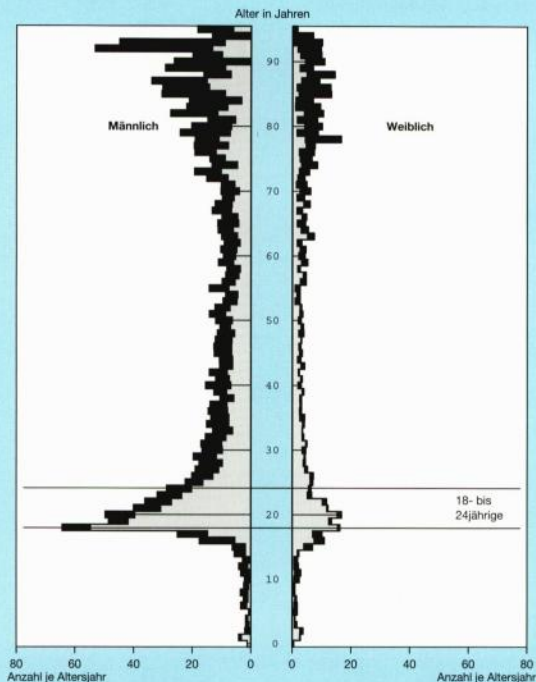 Alter in Jahren
90
Männlich
Weiblich
80
70
60
50
40
30
18- bis
20
24jährige
10
0
80 60 40 20 0 0 20 40 60 80
Anzahl je Altersjahr Anzahl je Altersjahr